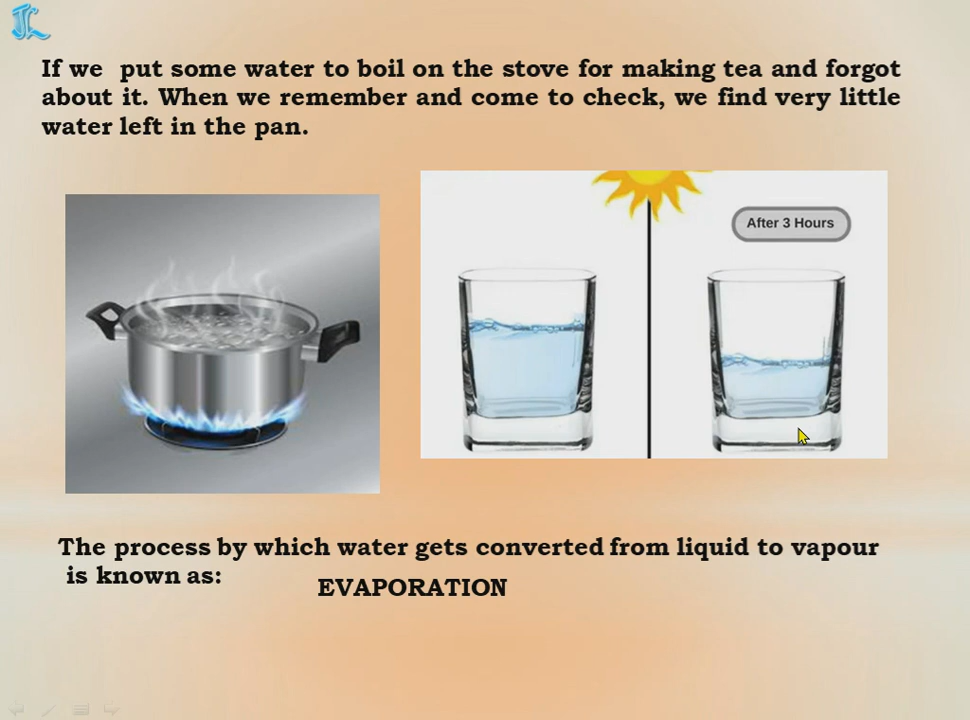 If we put some water to boil on the stove for making tea and forgot
about it. When we remember and come to check, we find very little
water left in the pan.
After 3 Hours
The process by which water gets converted from liquid to vapour
is known as:
EVAPORATION